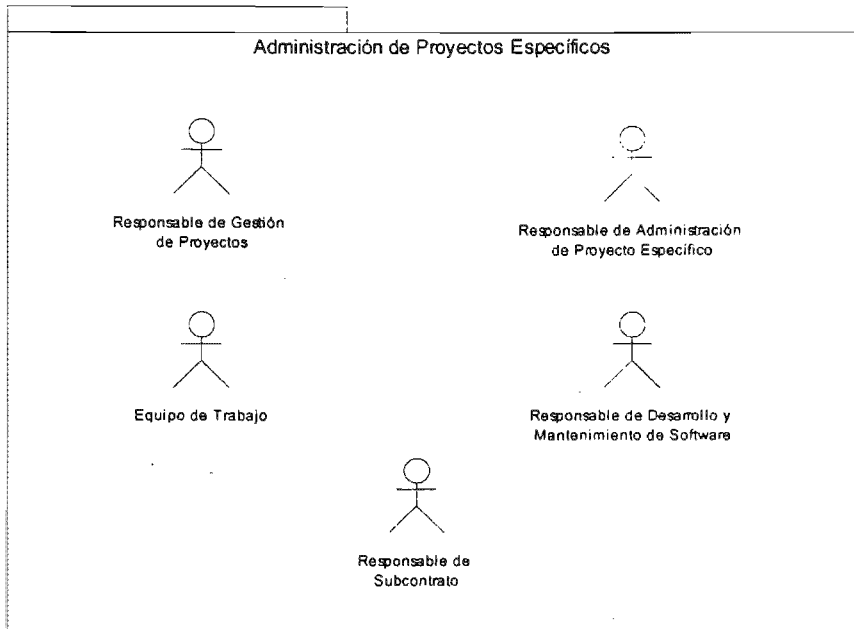 Administración de Proyectos Específicos
Responsable de Gestión
de Proyectos
Responsable de Administración
de Proyecto Específico
Equipo de Trabajo
Responsable de Desarrollo y
Mantenimiento de Software
Responsable de
Subcontrato